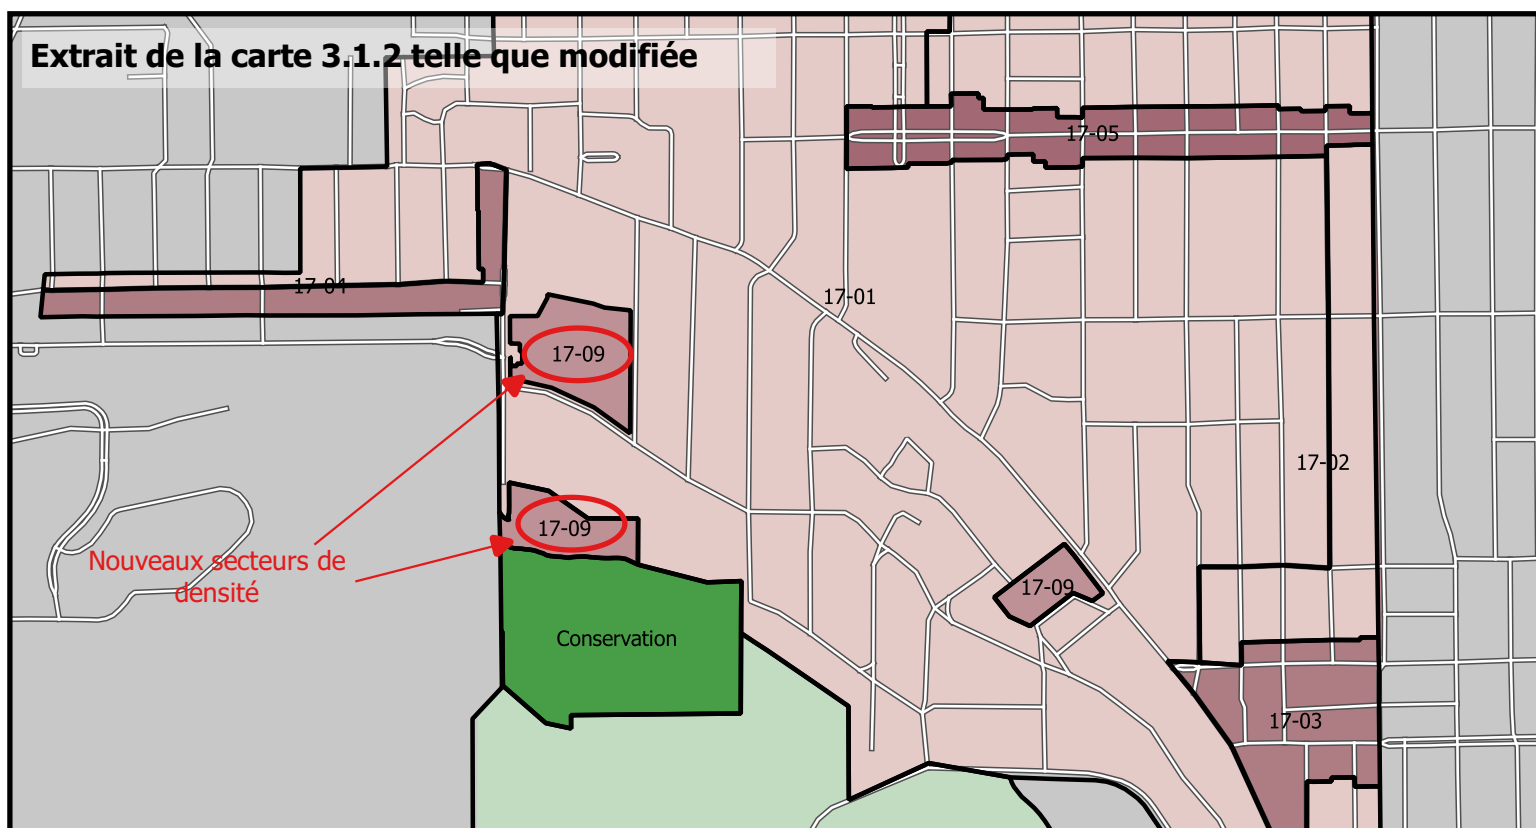 Extrait de la carte 3.1.2 telle que modifiée
17-05
17-04
17-01
17-09
17-02
17-09
Nouveaux secteurs de
densité
17-09
Conservation
17-03